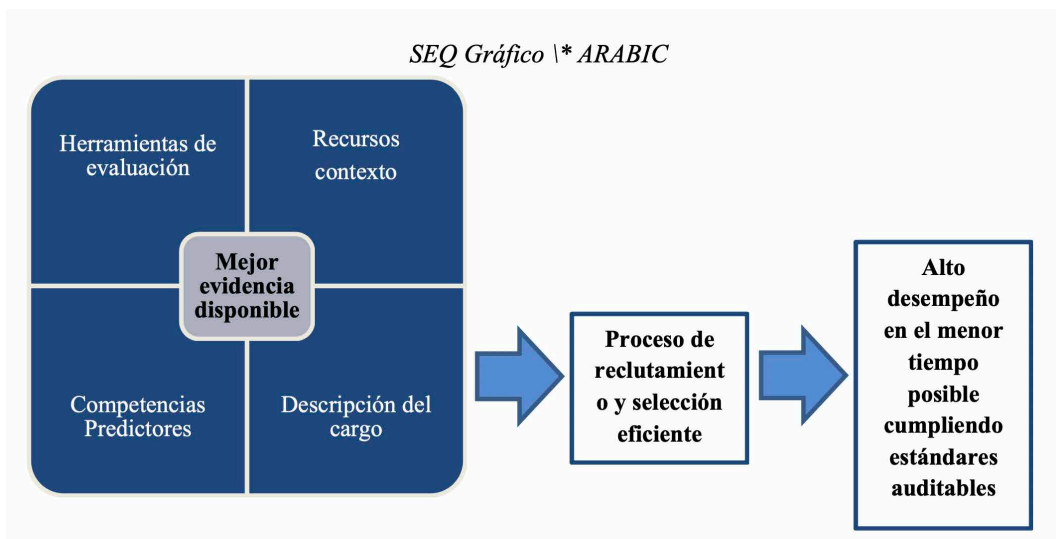 SEQ Gráfico \* ARABIC
Herramientas de
evaluación
Recursos
contexto
Mejor
evidencia
disponible
Competencias
Predictores
Descripción del
cargo
Proceso de
reclutamient
o y selección
eficiente
Alto
desempeño
en el menor
tiempo
posible
cumpliendo
estándares
auditables